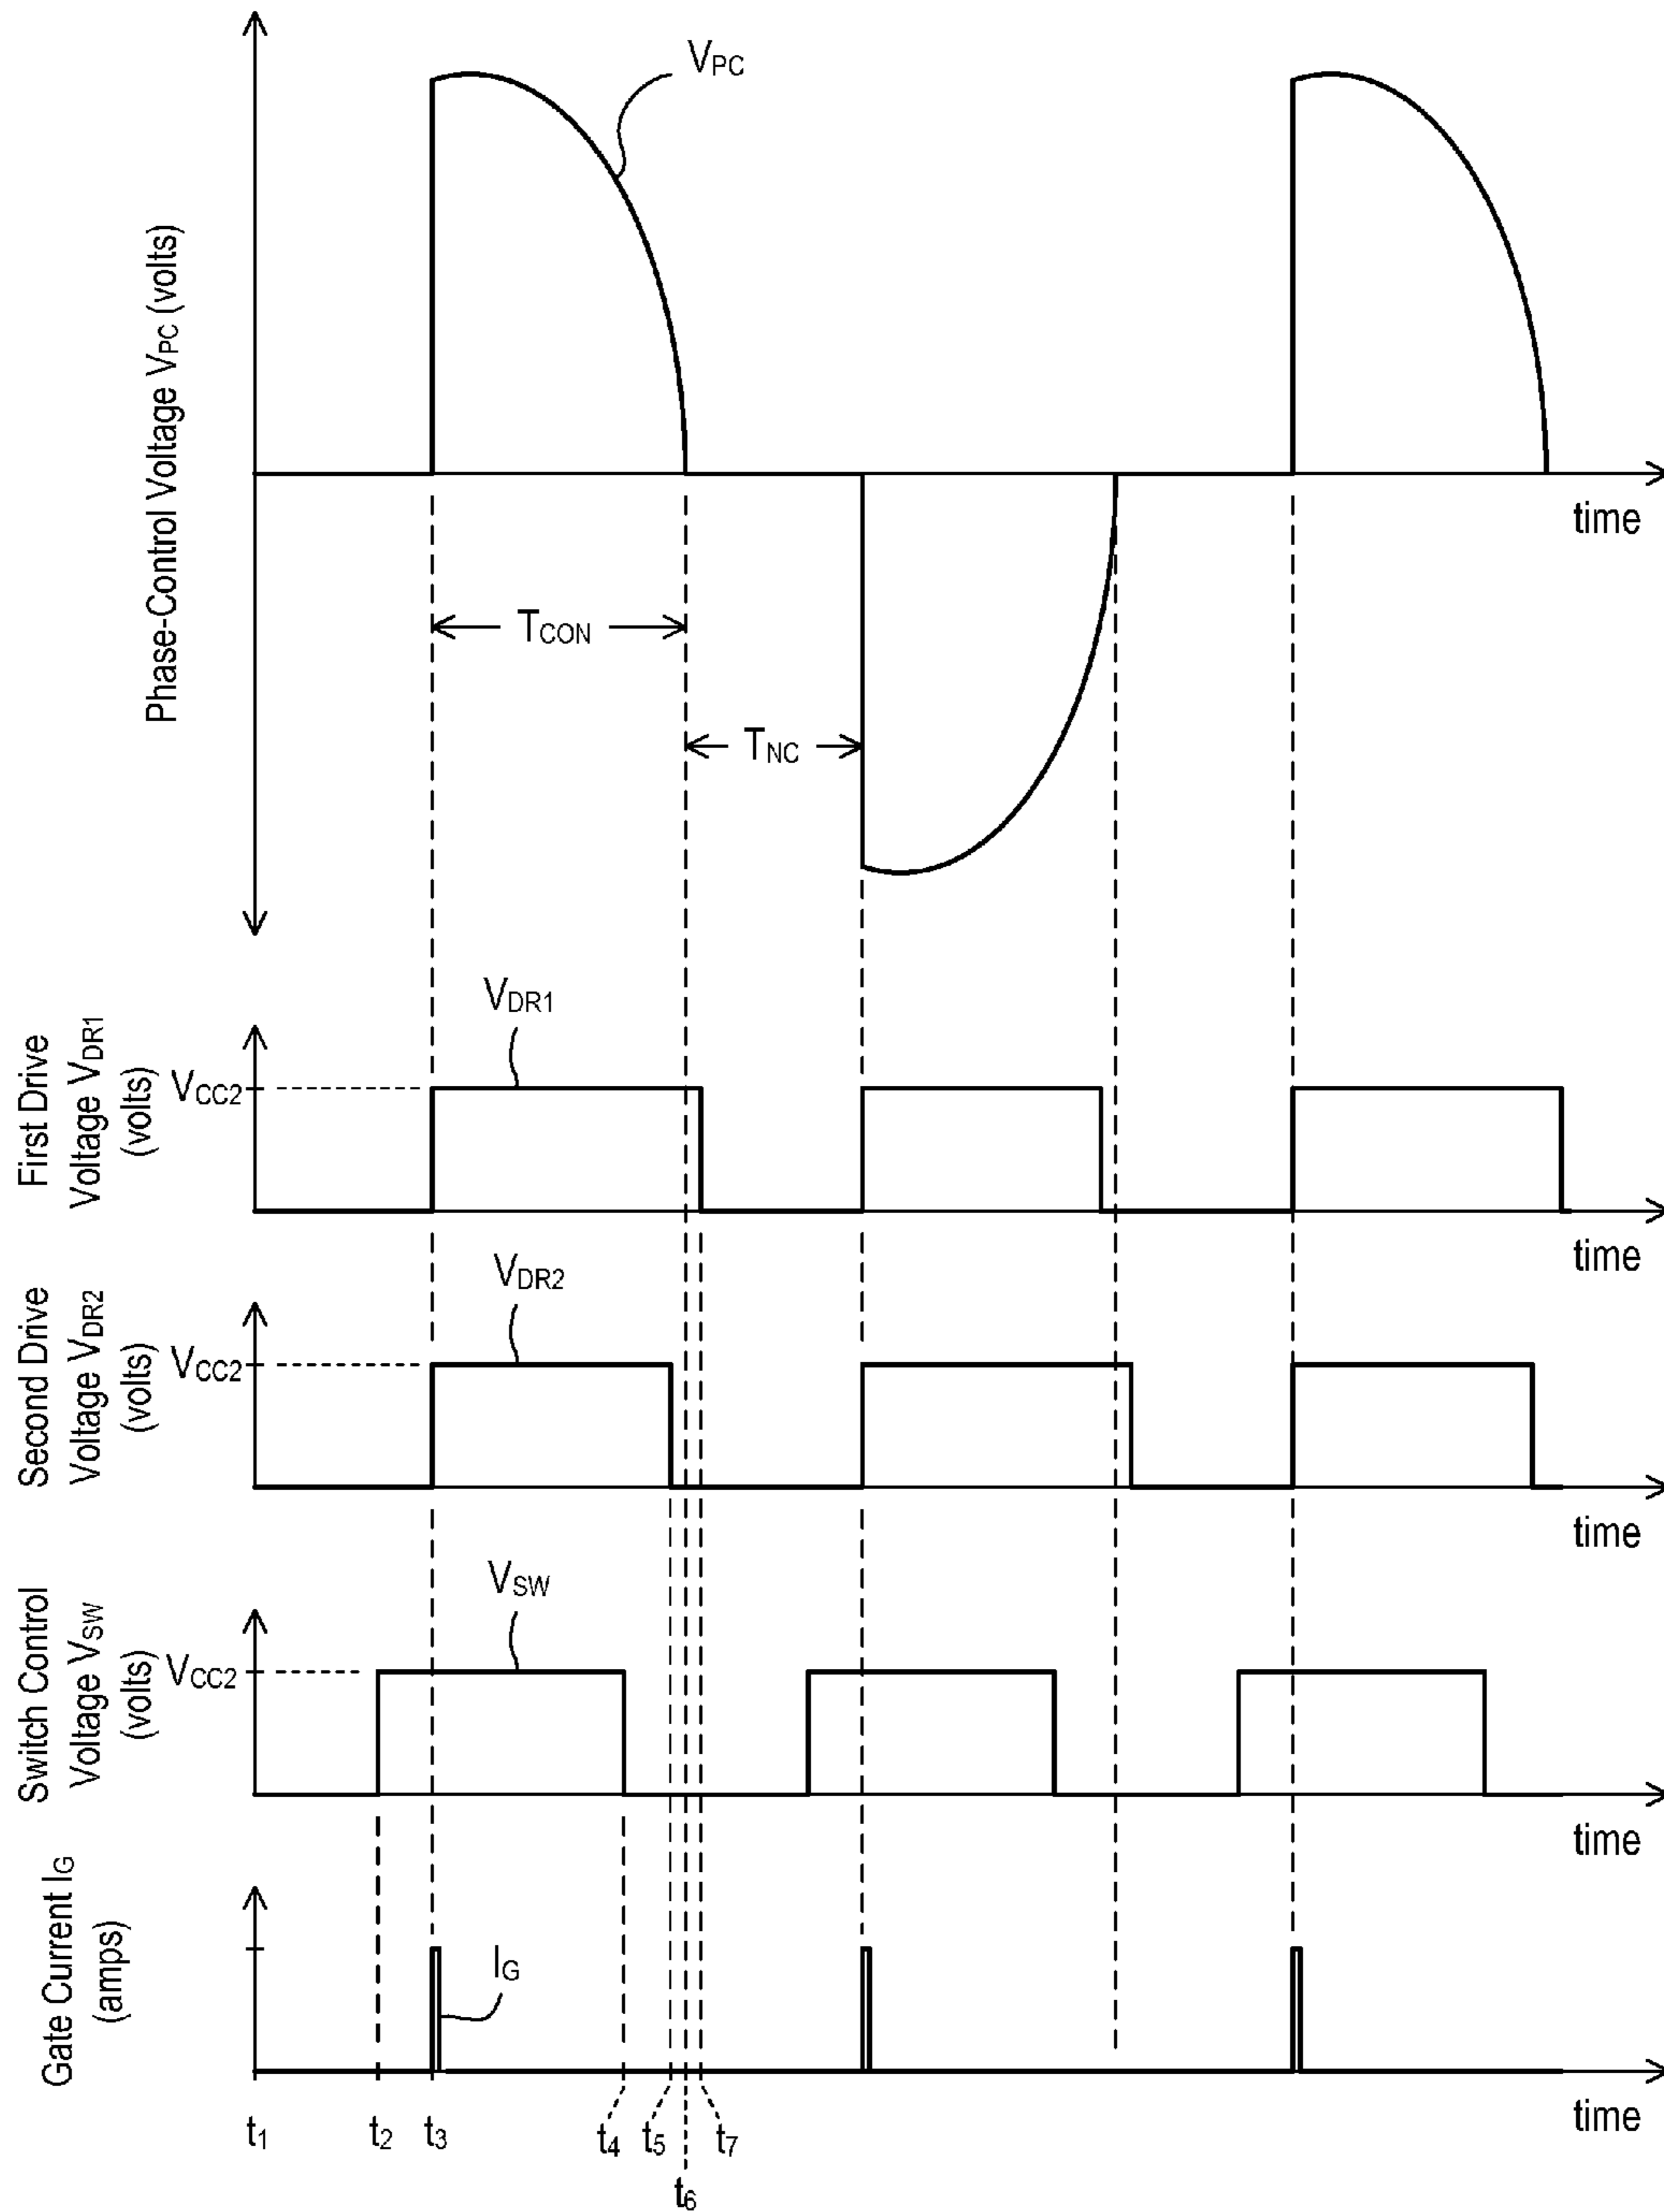 Phase-Control Voltage VPC (volts)
VPC
time
TCON
TNC
First Drive
Voltage VDR1
(volts)
VCC2
VDR1
time
Second Drive
Voltage VDR2
(volts)
VCC2
VDR2
time
Switch Control
Voltage VSW
(volts)
VCC2
VSW
time
Gate Current IG
(amps)
IG
time
t1
t2
t3
t4
t5
t6
t7